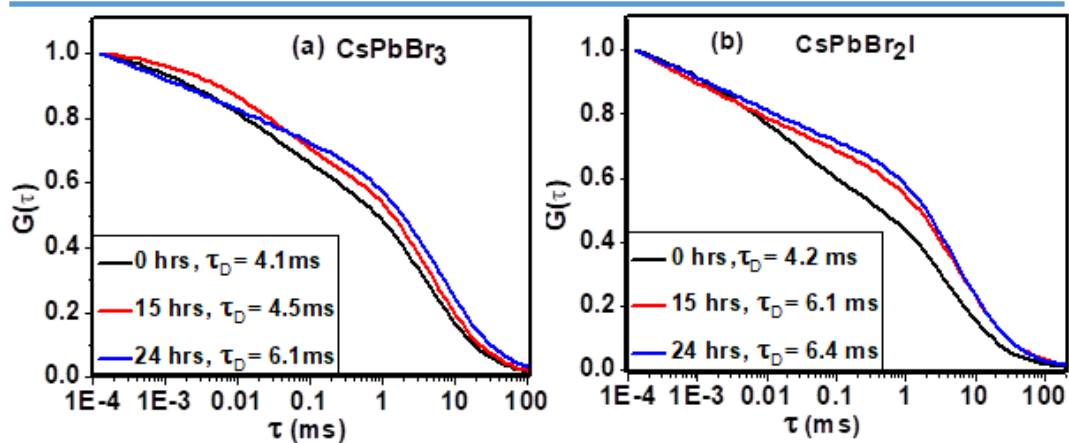 (a) CsPbBr3
G(τ)
1.0
0.8
0.6
0.4
0.2
0.0
0 hrs, τD= 4.1ms
15 hrs, τD= 4.5ms
24 hrs, τD= 6.1ms
1E-4 1E-3 0.01 0.1 1 10 100
τ (ms)
(b) CsPbBr2I
G(τ)
1.0
0.8
0.6
0.4
0.2
0.0
0 hrs,τD= 4.2 ms
15 hrs, τD= 6.1 ms
24 hrs, τD= 6.4 ms
1E-4 1E-3 0.01 0.1 1 10 100
τ (ms)